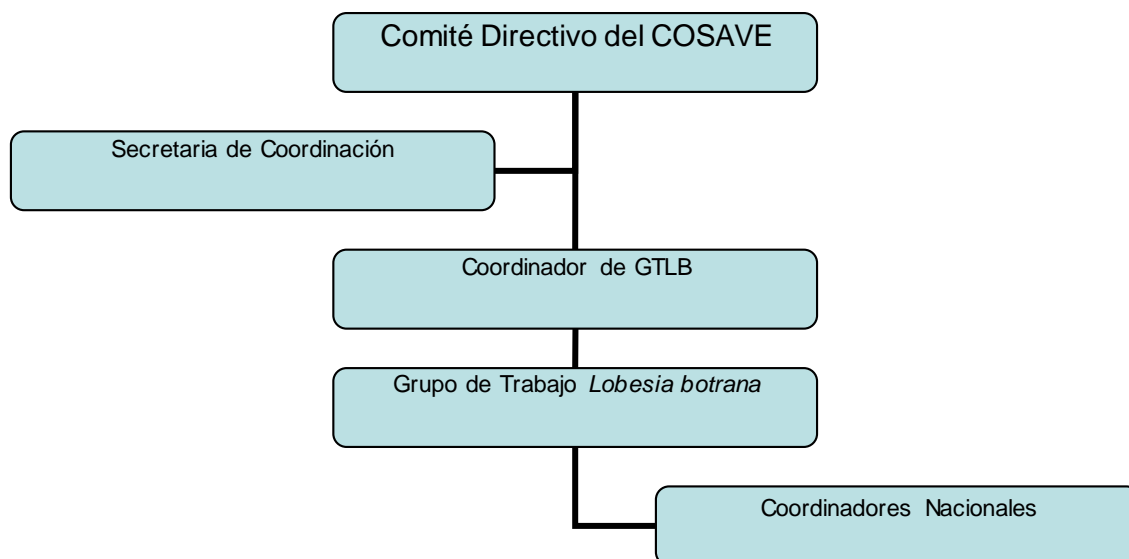 Comité Directivo del COSAVE
Secretaria de Coordinación
Coordinador de GTLB
Grupo de Trabajo Lobesia botrana
Coordinadores Nacionales